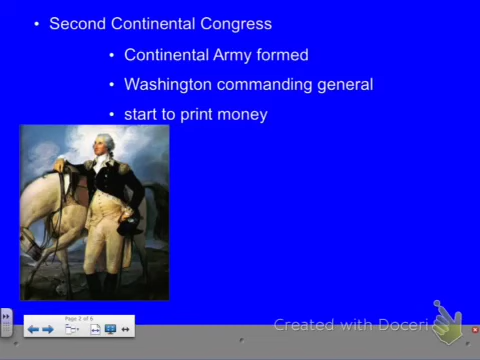 • Second Continental Congress
• Continental Army formed
• Washington commanding general
• start to print money
Page 2 of 6
Created with Doceri